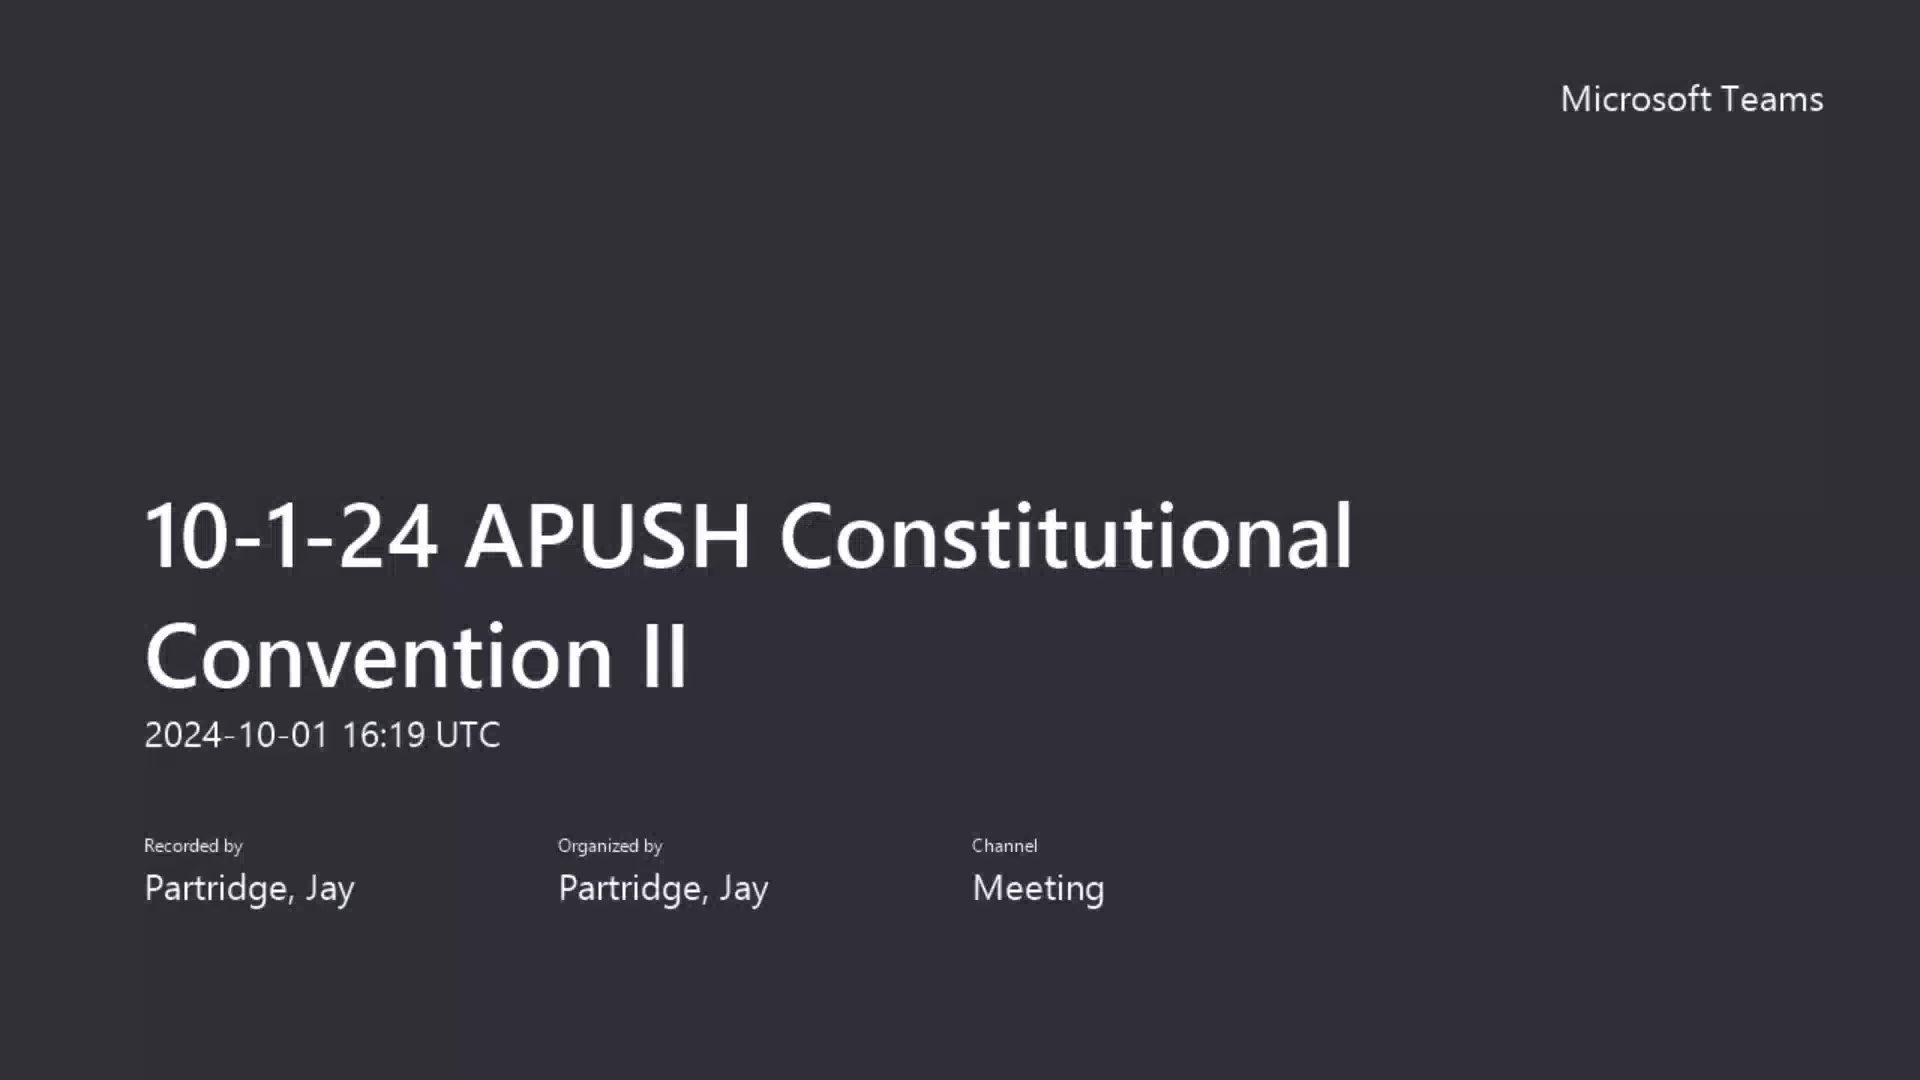 Microsoft Teams
10-1-24 APUSH Constitutional
Convention II
2024-10-01 16:19 UTC
Recorded by
Partridge, Jay
Organized by
Partridge, Jay
Channel
Meeting